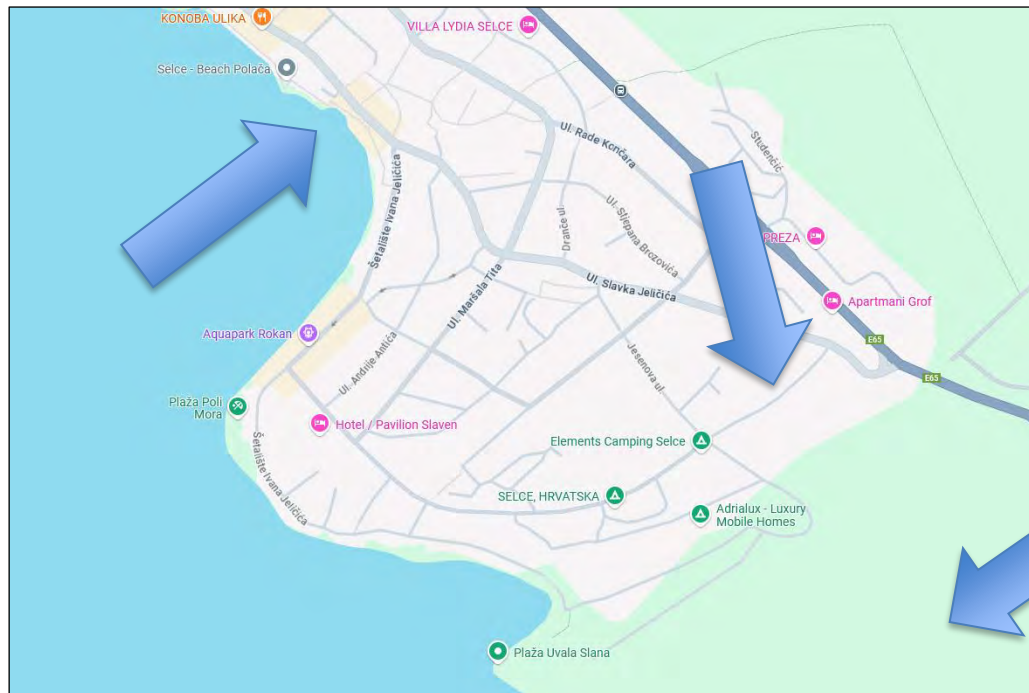 KONOBA ULIKA
VILLA LYDIA SELCE
Selce - Beach Polača
Ul. Rade Končara
Studenčić
Šetalište Ivana Jeličića
Dranče ul
Ul. Stjepana Brozovića
PREZA
Ul. Maršala Tita
Ul. Slavka Jeličića
Apartmani Grof
Aquapark Rokan
Ul. Andrije Antića
Jesenova ul.
E65
E65
Plaža Poli
Mora
Hotel / Pavilion Slaven
Šetalište Ivana Jeličića
Elements Camping Selce
SELCE, HRVATSKA
Adrialux - Luxury
Mobile Homes
Plaža Uvala Slana